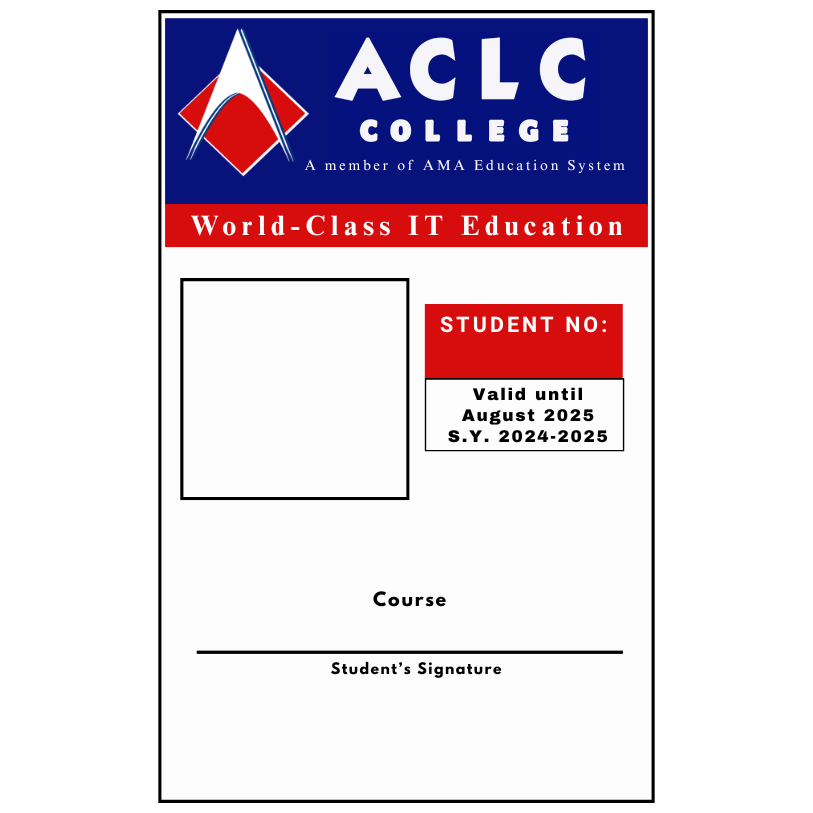 ACLC
COLLEGE
A member of AMA Education System
World-Class IT Education
STUDENT NO:
Valid until
August 2025
S.Y. 2024-2025
Course
Student’s Signature